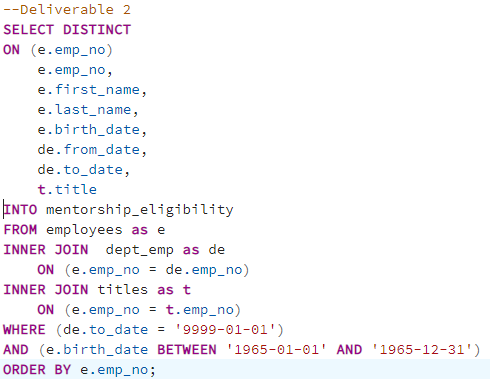 --Deliverable 2
SELECT DISTINCT
ON (e.emp_no)
    e.emp_no,
    e.first_name,
    e.last_name,
    e.birth_date,
    de.from_date,
    de.to_date,
    t.title
INTO mentorship_eligibility
FROM employees as e
INNER JOIN  dept_emp as de
    ON (e.emp_no = de.emp_no)
INNER JOIN titles as t
    ON (e.emp_no = t.emp_no)
WHERE (de.to_date = '9999-01-01')
AND (e.birth_date BETWEEN '1965-01-01' AND '1965-12-31')
ORDER BY e.emp_no;